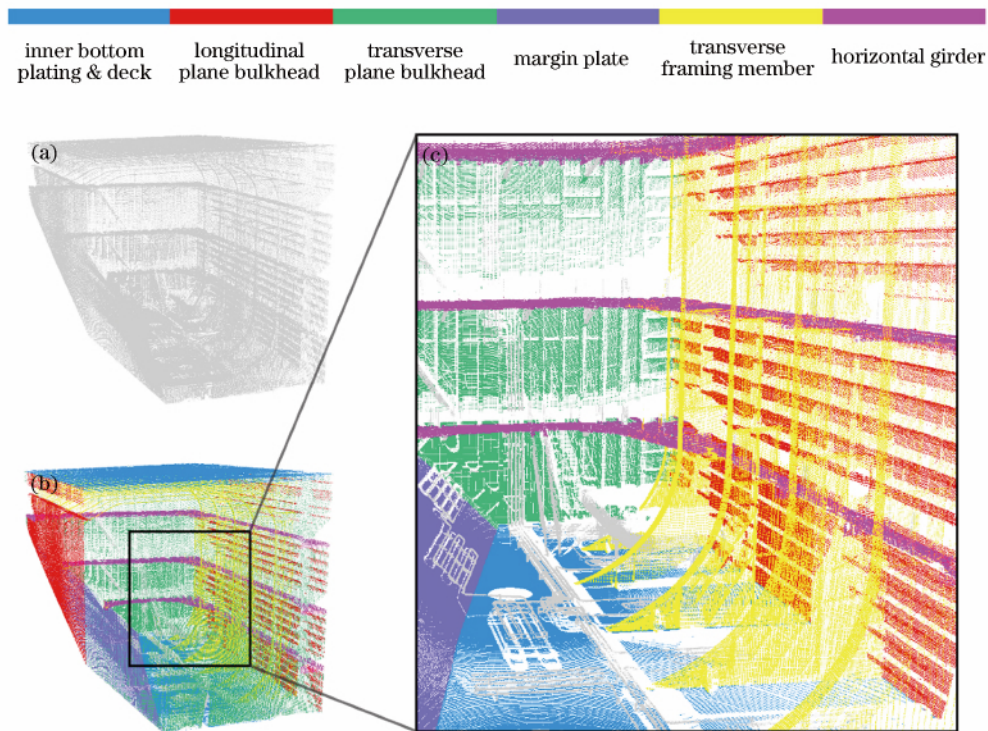 inner bottom
plating & deck
longitudinal
plane bulkhead
transverse
plane bulkhead
margin plate
transverse
framing member
horizontal girder
(a)
(b)
(c)